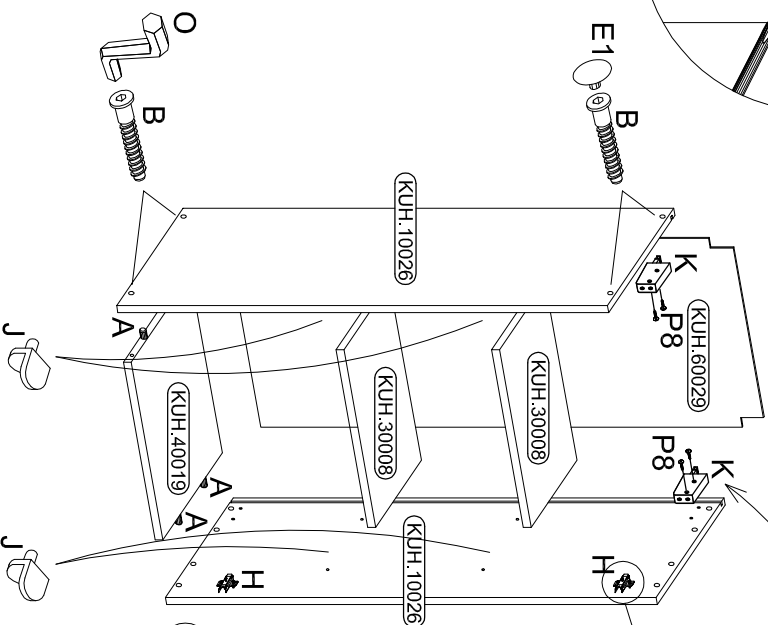 O
B
E1
B
KUH.10026
K
P8
KUH.60029
A
J
KUH.40019
KUH.30008
KUH.30008
A
A
P8
K
J
KUH.10026
H
H